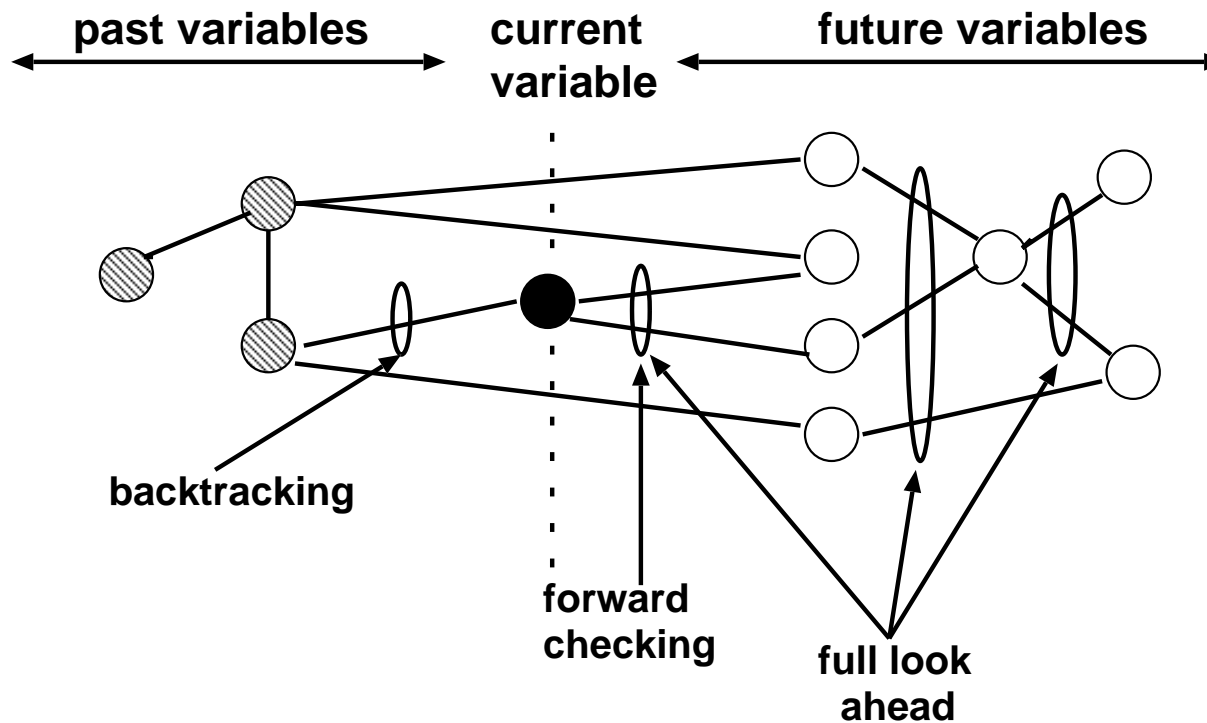 past variables
current
variable
future variables
backtracking
forward
checking
full look
ahead